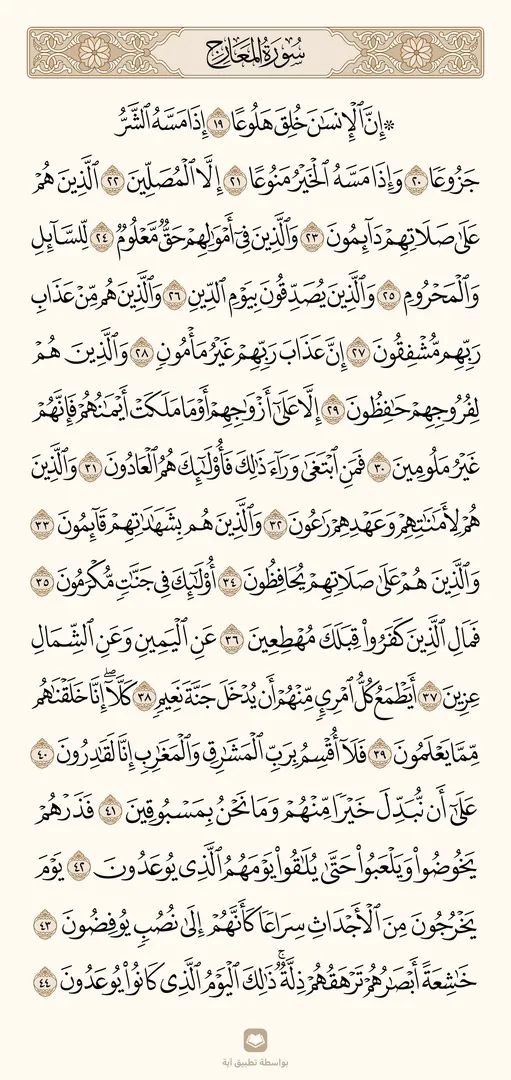 سُورَةُ المَعَارِجِ
۞ إِنَّ ٱلْإِنسَـٰنَ خُلِقَ هَلُوعًا ١٩ إِذَا مَسَّهُ ٱلشَّرُّ
جَزُوعًا ٢٠ وَإِذَا مَسَّهُ ٱلْخَيْرُ مَنُوعًا ٢١ إِلَّا ٱلْمُصَلِّينَ ٢٢ ٱلَّذِينَ هُمْ
عَلَىٰ صَلَاتِهِمْ دَآئِمُونَ ٢٣ وَٱلَّذِينَ فِىٓ أَمْوَٰلِهِمْ حَقٌّ مَّعْلُومٌ ٢٤ لِّلسَّآئِلِ
وَٱلْمَحْرُومِ ٢٥ وَٱلَّذِينَ يُصَدِّقُونَ بِيَوْمِ ٱلدِّينِ ٢٦ وَٱلَّذِينَ هُم مِّنْ عَذَابِ
رَبِّهِم مُّشْفِقُونَ ٢٧ إِنَّ عَذَابَ رَبِّهِمْ غَيْرُ مَأْمُونٍ ٢٨ وَٱلَّذِينَ هُمْ
لِفُرُوجِهِمْ حَـٰفِظُونَ ٢٩ إِلَّا عَلَىٰٓ أَزْوَٰجِهِمْ أَوْ مَا مَلَكَتْ أَيْمَـٰنُهُمْ فَإِنَّهُمْ
غَيْرُ مَلُومِينَ ٣٠ فَمَنِ ٱبْتَغَىٰ وَرَآءَ ذَٰلِكَ فَأُو۟لَـٰٓئِكَ هُمُ ٱلْعَادُونَ ٣١ وَٱلَّذِينَ
هُمْ لِأَمَـٰنَـٰتِهِمْ وَعَهْدِهِمْ رَٰعُونَ ٣٢ وَٱلَّذِينَ هُم بِشَهَـٰدَٰتِهِمْ قَآئِمُونَ ٣٣
وَٱلَّذِينَ هُمْ عَلَىٰ صَلَاتِهِمْ يُحَافِظُونَ ٣٤ أُو۟لَـٰٓئِكَ فِى جَنَّـٰتٍ مُّكْرَمُونَ ٣٥
فَمَالِ ٱلَّذِينَ كَفَرُوا۟ قِبَلَكَ مُهْطِعِينَ ٣٦ عَنِ ٱلْيَمِينِ وَعَنِ ٱلشِّمَالِ
عِزِينَ ٣٧ أَيَطْمَعُ كُلُّ ٱمْرِئٍ مِّنْهُمْ أَن يُدْخَلَ جَنَّةَ نَعِيمٍ ٣٨ كَلَّآ ۖ إِنَّا خَلَقْنَـٰهُم
مِّمَّا يَعْلَمُونَ ٣٩ فَلَآ أُقْسِمُ بِرَبِّ ٱلْمَشَـٰرِقِ وَٱلْمَغَـٰرِبِ إِنَّا لَقَـٰدِرُونَ ٤٠
عَلَىٰٓ أَن نُّبَدِّلَ خَيْرًا مِّنْهُمْ وَمَا نَحْنُ بِمَسْبُوقِينَ ٤١ فَذَرْهُمْ
يَخُوضُوا۟ وَيَلْعَبُوا۟ حَتَّىٰ يُلَـٰقُوا۟ يَوْمَهُمُ ٱلَّذِى يُوعَدُونَ ٤٢ يَوْمَ
يَخْرُجُونَ مِنَ ٱلْأَجْدَاثِ سِرَاعًا كَأَنَّهُمْ إِلَىٰ نُصُبٍ يُوفِضُونَ ٤٣
خَـٰشِعَةً أَبْصَـٰرُهُمْ تَرْهَقُهُمْ ذِلَّةٌ ۚ ذَٰلِكَ ٱلْيَوْمُ ٱلَّذِى كَانُوا۟ يُوعَدُونَ ٤٤
بواسطة تطبيق آية